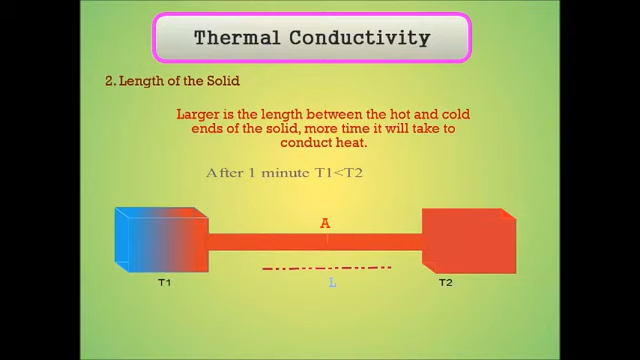 Thermal Conductivity
2. Length of the Solid
Larger is the length between the hot and cold
ends of the solid, more time it will take to
conduct heat.
After 1 minute T1<T2
A
L
T1
T2